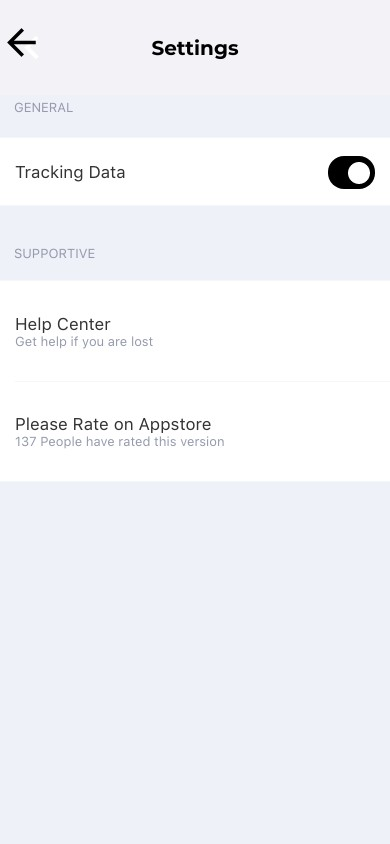 Settings
GENERAL
Tracking Data
SUPPORTIVE
Help Center
Get help if you are lost
Please Rate on Appstore
137 People have rated this version